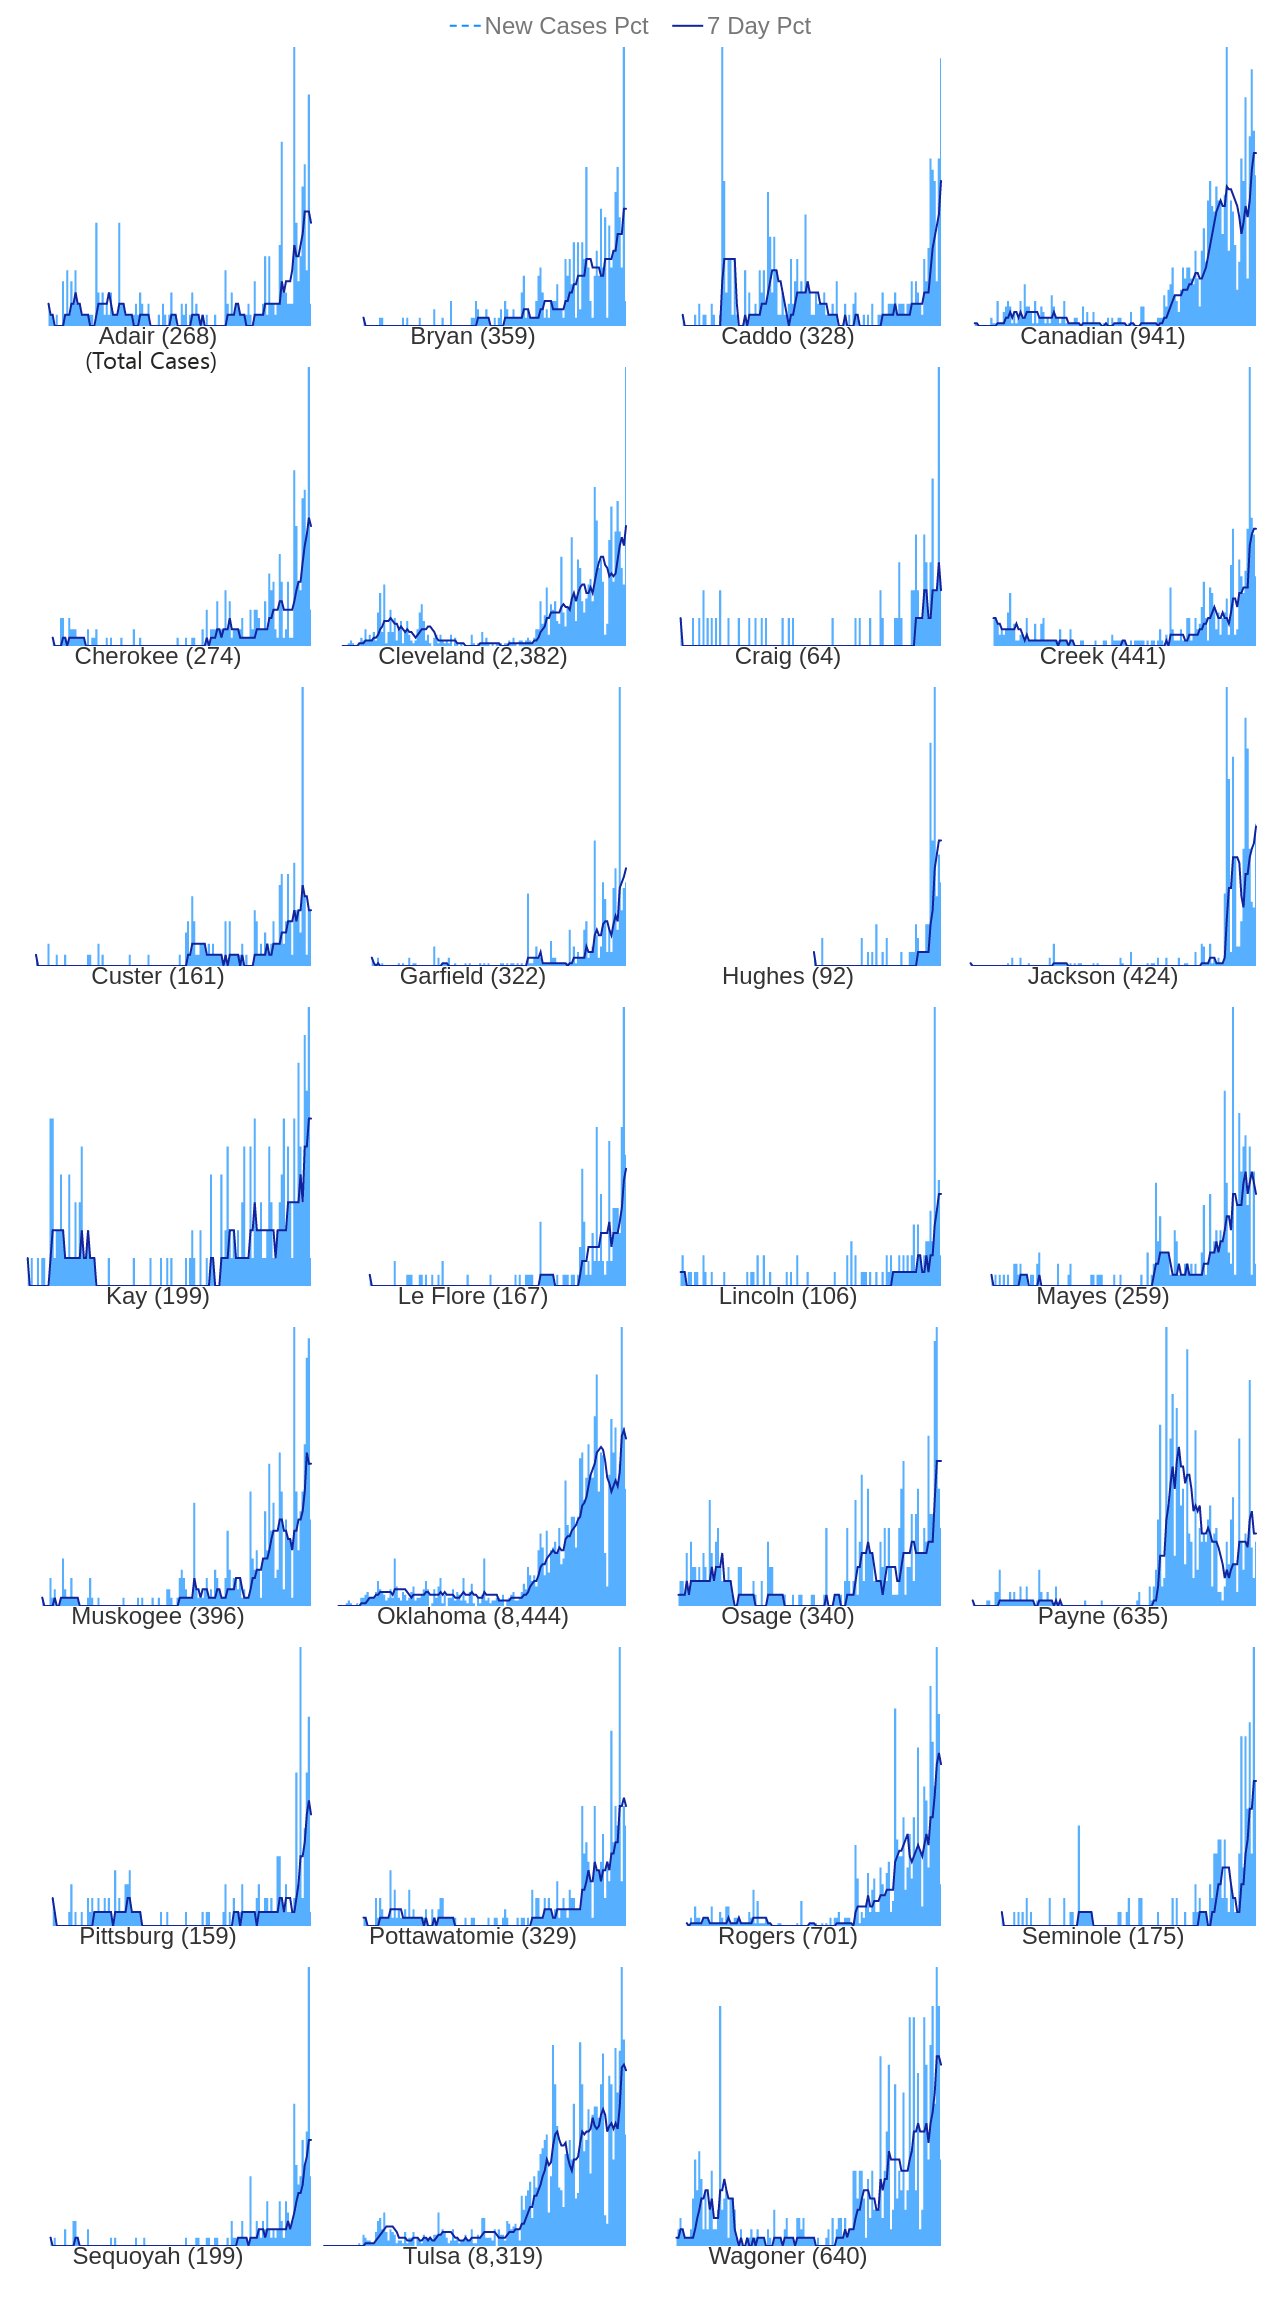 New Cases Pct 7 Day Pct
Adair (268) Bryan (359) Caddo (328) Canadian (941)
(Total Cases)
Cherokee (274) Cleveland (2,382) Craig (64) Creek (441)
Custer (161) Garfield (322) Hughes (92) Jackson (424)
Kay (199) Le Flore (167) Lincoln (106) Mayes (259)
Muskogee (396) Oklahoma (8,444) Osage (340) Payne (635)
Pittsburg (159) Pottawatomie (329) Rogers (701) Seminole (175)
Sequoyah (199) Tulsa (8,319) Wagoner (640)